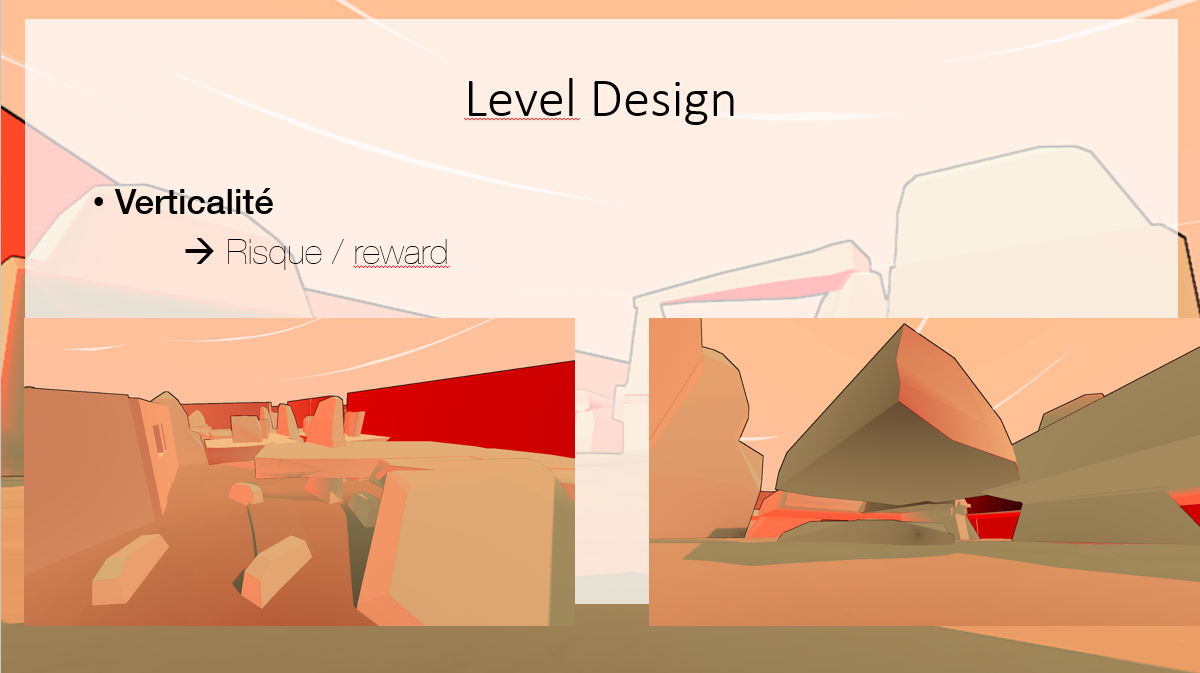 Level Design
• Verticalité
→ Risque / reward